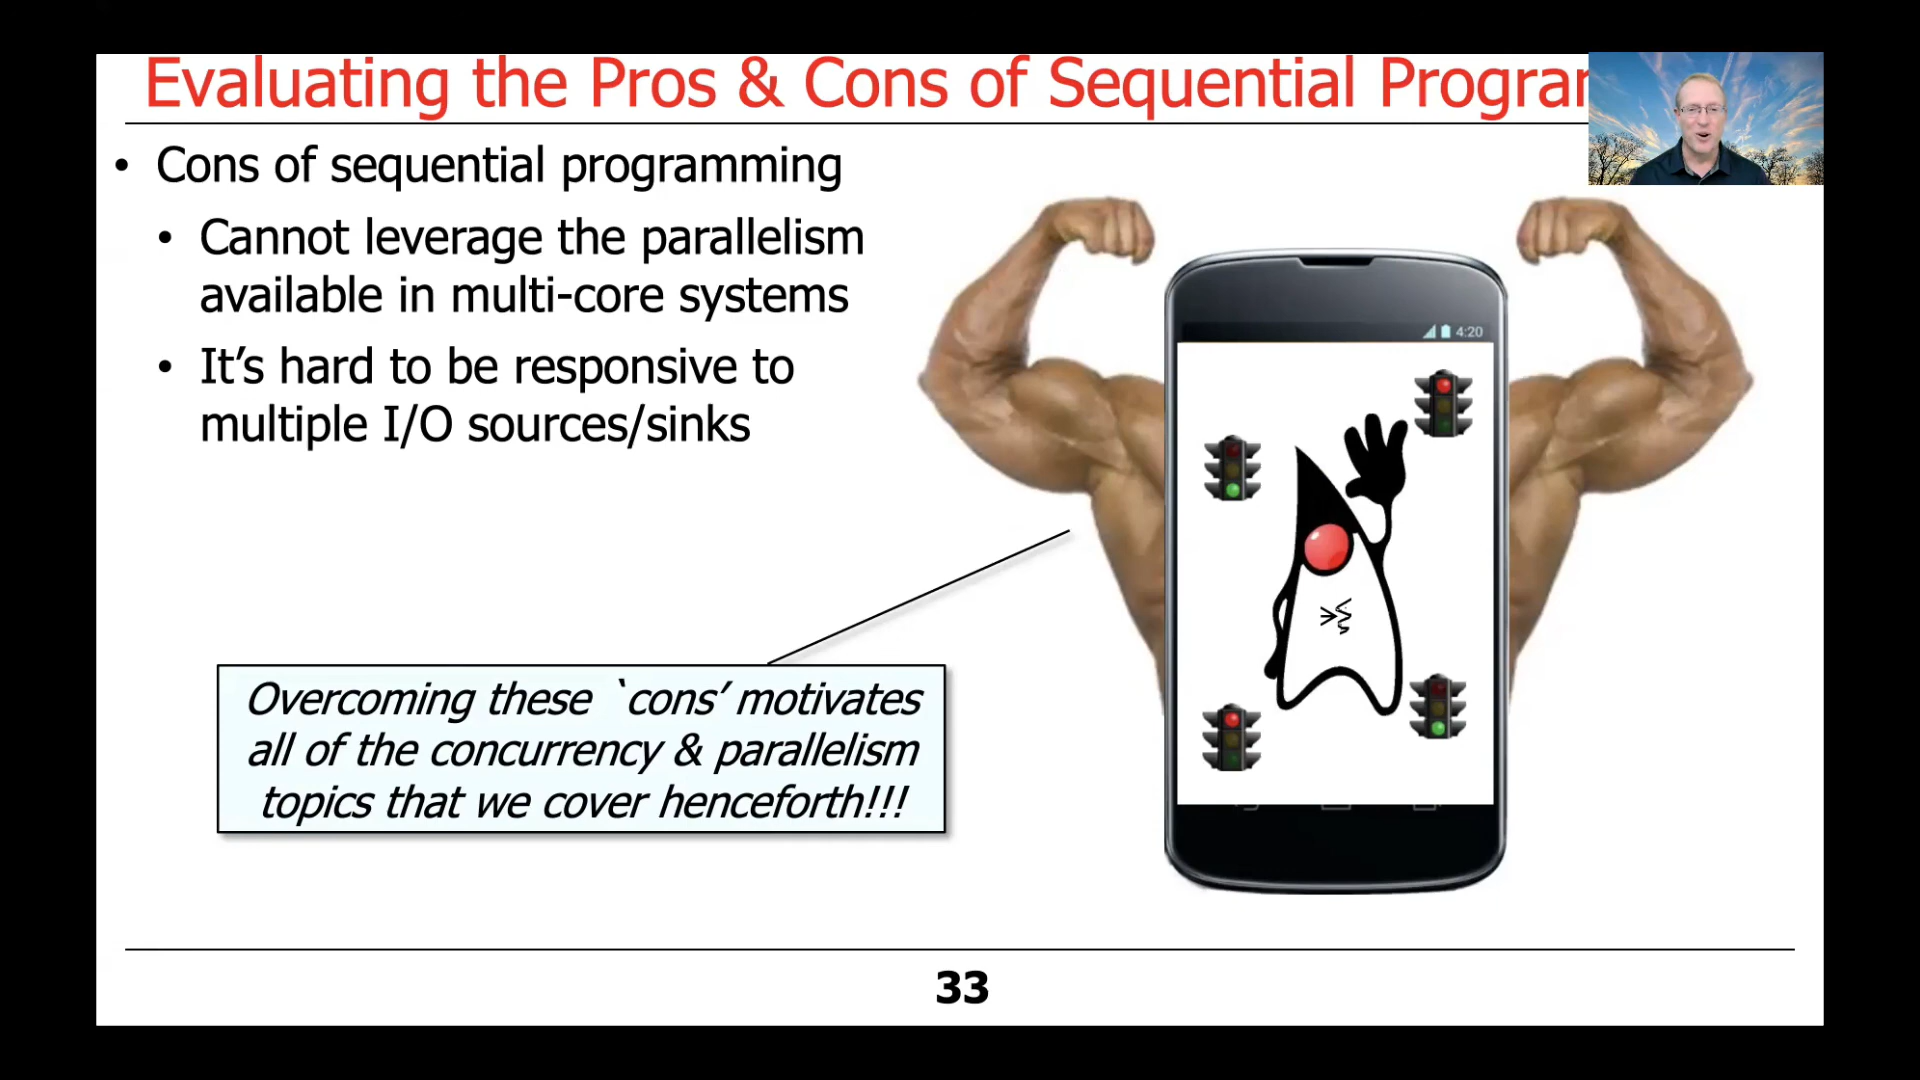 Evaluating the Pros & Cons of Sequential
• Cons of sequential programming
• Cannot leverage the parallelism
available in multi-core systems
• It’s hard to be responsive to
multiple I/O sources/sinks
4:20
Overcoming these `cons’ motivates
all of the concurrency & parallelism
topics that we cover henceforth!!!
33